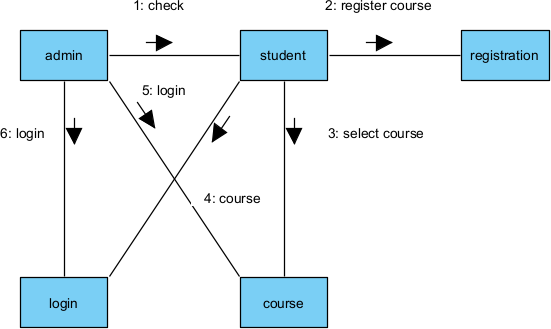 1: check
2: register course
admin
student
registration
5: login
6: login
3: select course
4: course
login
course